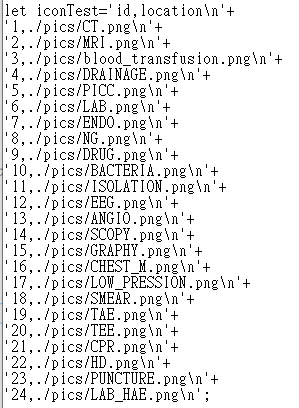 let iconTest='id,location\n'+
'1,./pics/CT.png\n'+
'2,./pics/MRI.png\n'+
'3,./pics/blood_transfusion.png\n'+
'4,./pics/DRAINAGE.png\n'+
'5,./pics/PICC.png\n'+
'6,./pics/LAB.png\n'+
'7,./pics/ENDO.png\n'+
'8,./pics/NG.png\n'+
'9,./pics/DRUG.png\n'+
'10,./pics/BACTERIA.png\n'+
'11,./pics/ISOLATION.png\n'+
'12,./pics/EEG.png\n'+
'13,./pics/ANGIO.png\n'+
'14,./pics/SCOPY.png\n'+
'15,./pics/GRAPHY.png\n'+
'16,./pics/CHEST_M.png\n'+
'17,./pics/LOW_PRESSION.png\n'+
'18,./pics/SMEAR.png\n'+
'19,./pics/TAE.png\n'+
'20,./pics/TEE.png\n'+
'21,./pics/CPR.png\n'+
'22,./pics/HD.png\n'+
'23,./pics/PUNCTURE.png\n'+
'24,./pics/LAB_HAE.png\n';